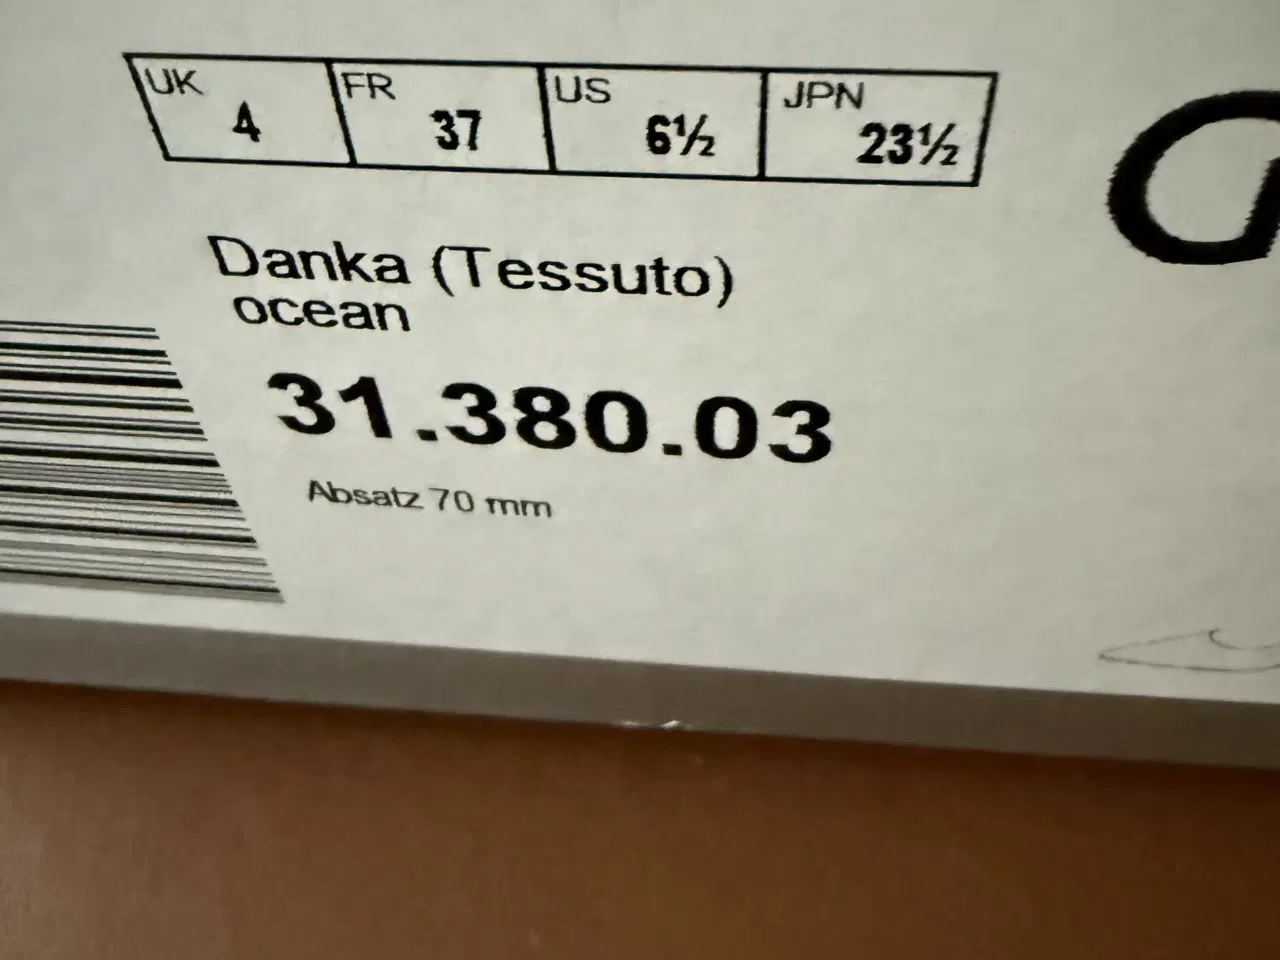 UK 4 FR 37 US 6½ JPN 23½
Danka (Tessuto)
ocean
31.380.03
Absatz 70 mm